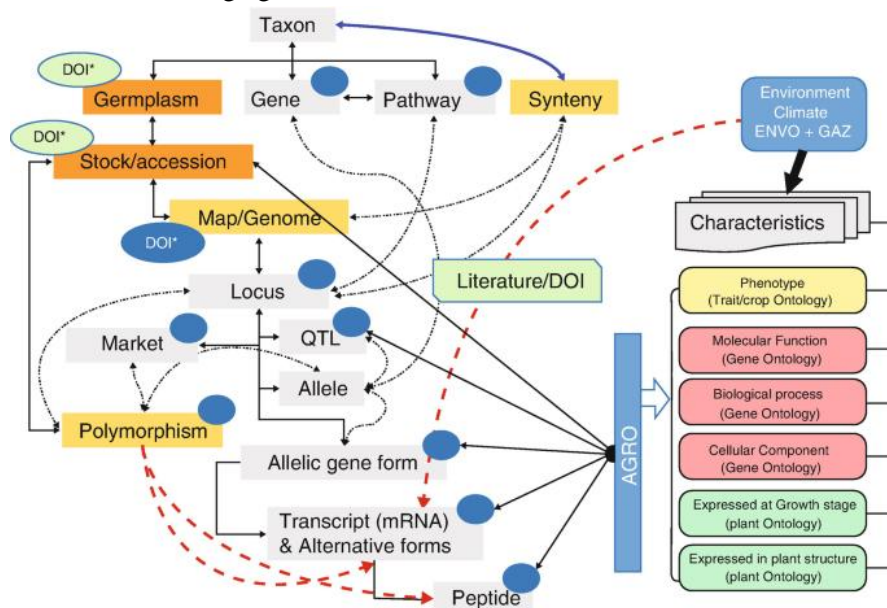 Taxon
DOI*
Germplasm
Gene
Pathway
Synteny
Environment
Climate
ENVO + GAZ
DOI*
Stock/accession
Map/Genome
DOI*
Characteristics
Literature/DOI
Locus
Phenotype
(Trait/crop Ontology)
Market
QTL
Molecular Function
(Gene Ontology)
Allele
Biological process
(Gene Ontology)
Polymorphism
AGRO
Allelic gene form
Cellular Component
(Gene Ontology)
Transcript (mRNA)
& Alternative forms
Expressed at Growth stage
(plant Ontology)
Expressed in plant structure
(plant Ontology)
Peptide